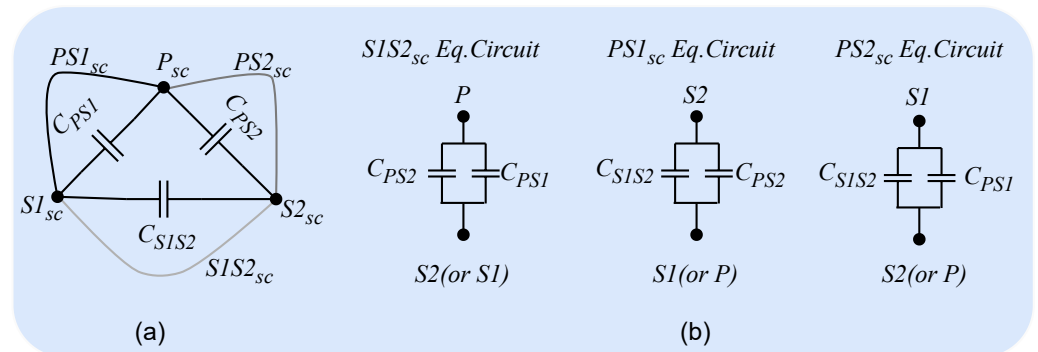 S1S2sc Eq.Circuit
PS1sc Eq.Circuit
PS2sc Eq.Circuit
PS1sc
Psc
PS2sc
CPS1
CPS2
S1sc
S2sc
CS1S2
S1S2sc
P
CPS2
CPS1
S2(or S1)
S2
CS1S2
CPS2
S1(or P)
S1
CS1S2
CPS1
S2(or P)
(a)
(b)